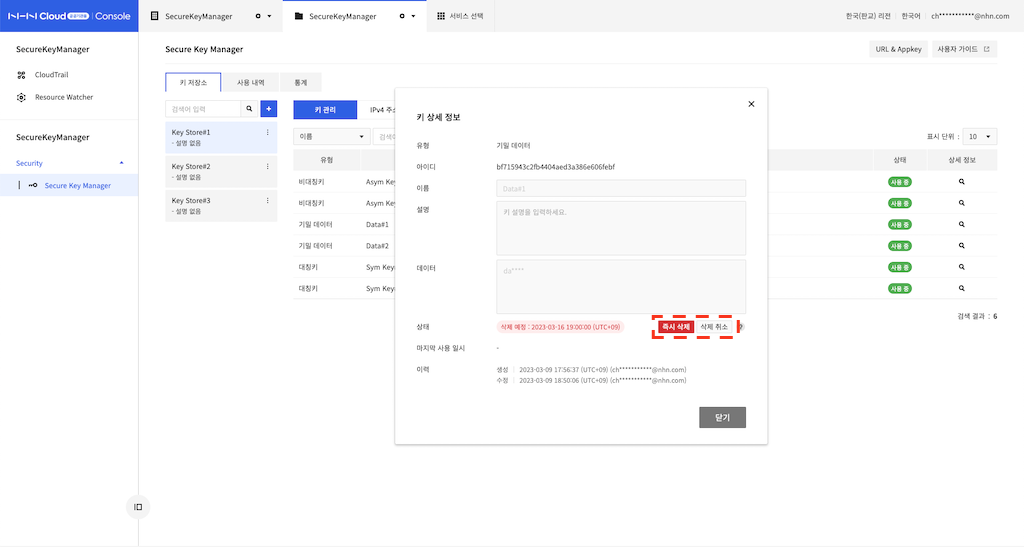 NHN Cloud 공공기관용 Console
SecureKeyManager
SecureKeyManager
서비스 선택
한국(판교) 리전
한국어
ch***********@nhn.com
SecureKeyManager
CloudTrail
Resource Watcher
SecureKeyManager
Security
Secure Key Manager
Secure Key Manager
URL & Appkey
사용자 가이드
키 저장소
사용 내역
통계
검색어 입력
+
Key Store#1
- 설명 없음
Key Store#2
- 설명 없음
Key Store#3
- 설명 없음
키 관리
IPv4 주소
이름
검색어
표시 단위 : 10
유형
상태
상세 정보
비대칭키 Asym Key 사용 중
비대칭키 Asym Key 사용 중
기밀 데이터 Data#1 사용 중
기밀 데이터 Data#2 사용 중
대칭키 Sym Key 사용 중
대칭키 Sym Key 사용 중
검색 결과 : 6
키 상세 정보
유형 기밀 데이터
아이디 bf715943c2fb4404aed3a386e606febf
이름 Data#1
설명 키 설명을 입력하세요.
데이터 da****
상태 삭제 예정 : 2023-03-16 19:00:00 (UTC+09) 즉시 삭제 삭제 취소
마지막 사용 일시 -
이력 생성 2023-03-09 17:56:37 (UTC+09) (ch***********@nhn.com)
수정 2023-03-09 18:50:06 (UTC+09) (ch***********@nhn.com)
닫기